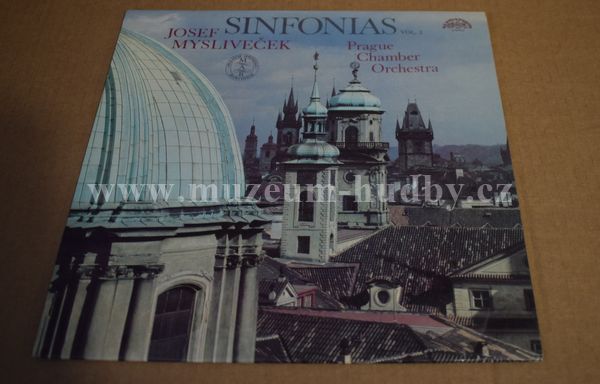 JOSEF
MYSLIVEČEK
SINFONIAS VOL. 2
Prague
Chamber
Orchestra
www.muzeum-hudby.cz